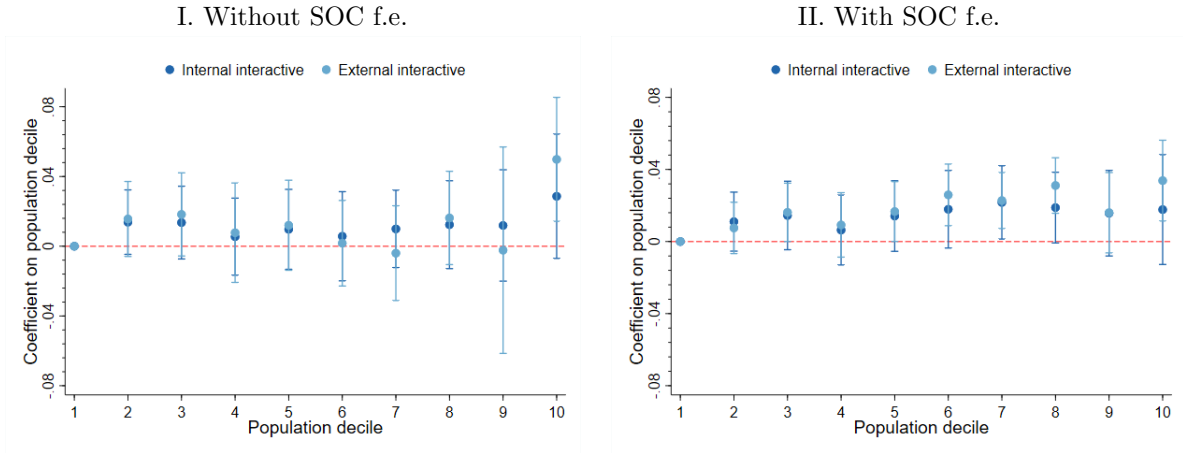 I. Without SOC f.e.
Internal interactive External interactive
Coefficient on population decile
.08
.04
0
-.04
-.08
1 2 3 4 5 6 7 8 9 10
Population decile
II. With SOC f.e.
Internal interactive External interactive
Coefficient on population decile
.08
.04
0
-.04
-.08
1 2 3 4 5 6 7 8 9 10
Population decile